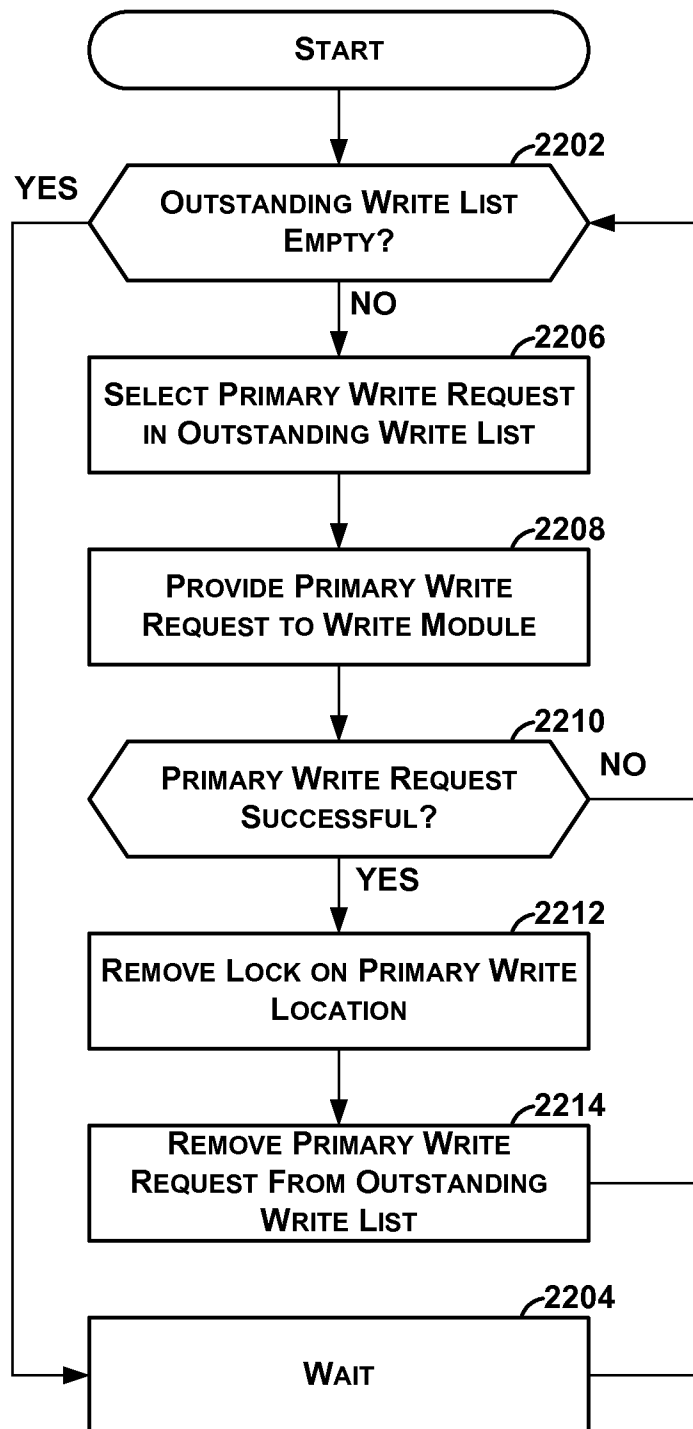 START
2202
YES
OUTSTANDING WRITE LIST
EMPTY?
NO
2206
SELECT PRIMARY WRITE REQUEST
IN OUTSTANDING WRITE LIST
2208
PROVIDE PRIMARY WRITE
REQUEST TO WRITE MODULE
2210
PRIMARY WRITE REQUEST
SUCCESSFUL?
NO
YES
2212
REMOVE LOCK ON PRIMARY WRITE
LOCATION
2214
REMOVE PRIMARY WRITE
REQUEST FROM OUTSTANDING
WRITE LIST
2204
WAIT